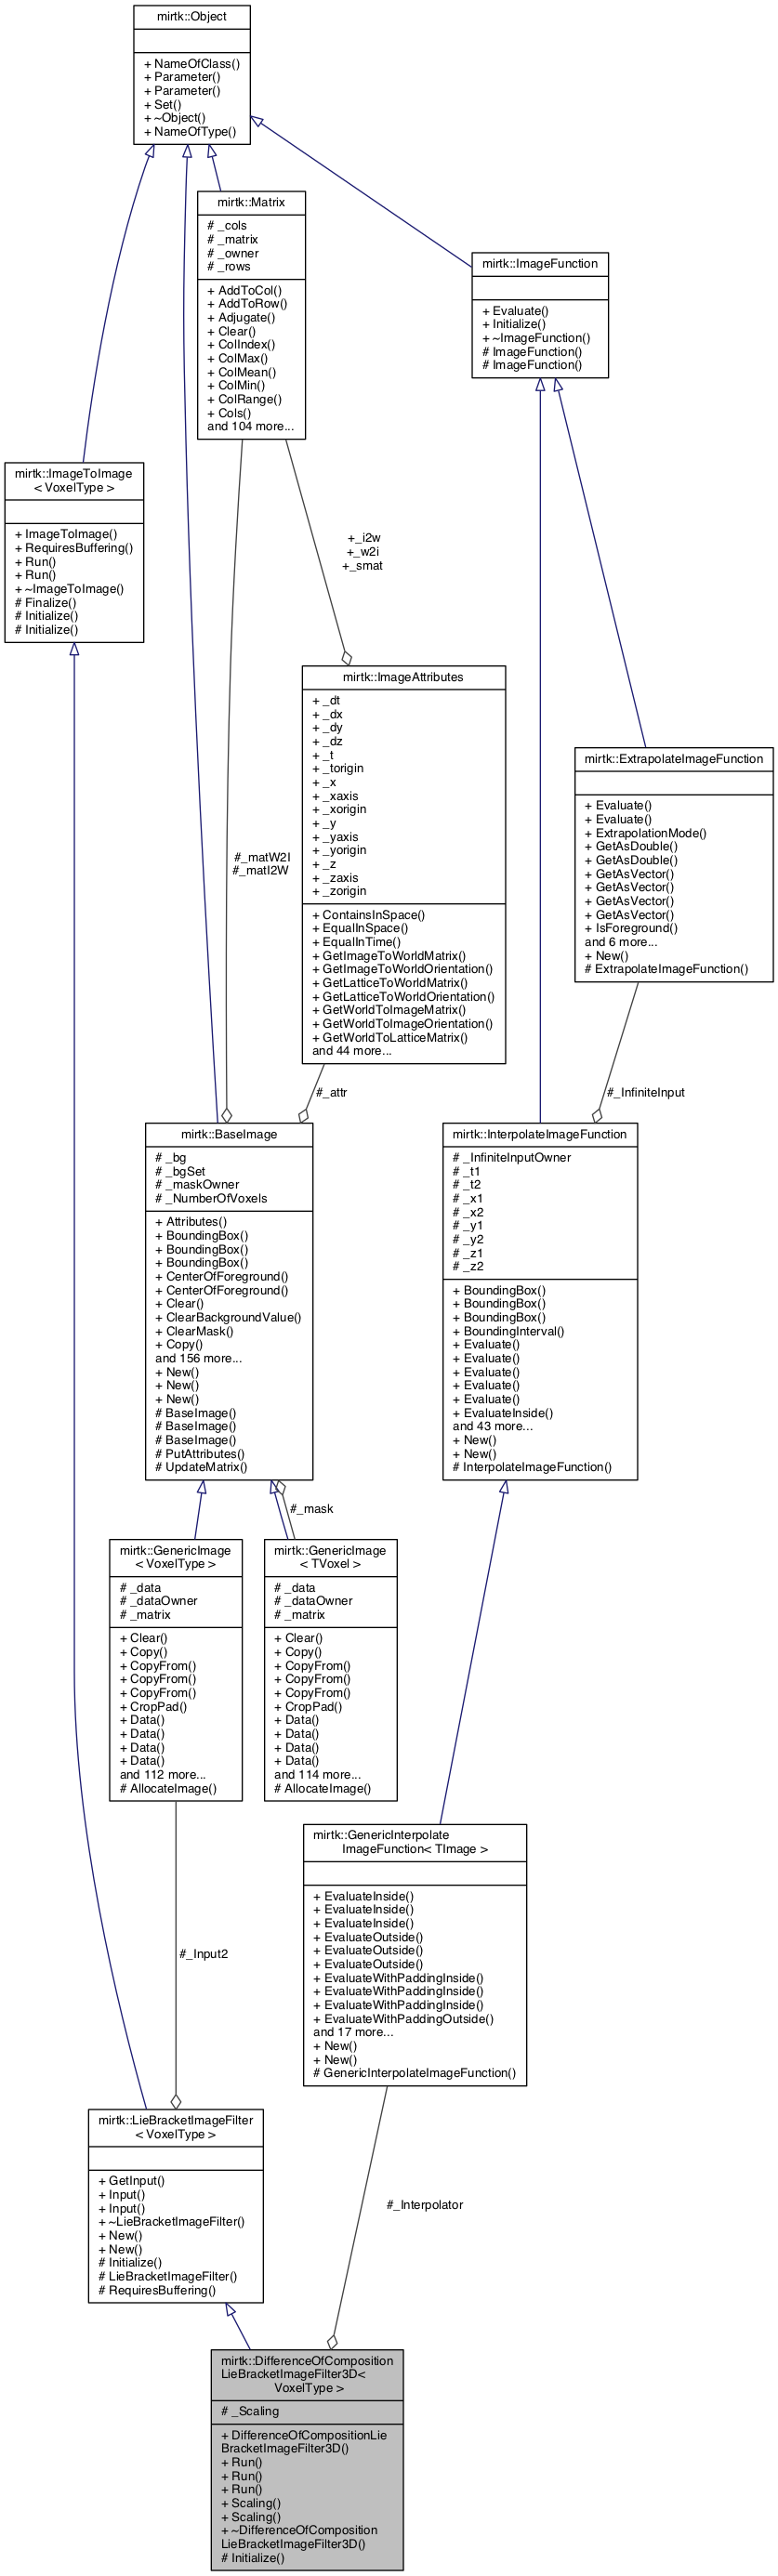 mirtk::Object
+ NameOfClass()
+ Parameter()
+ Parameter()
+ Set()
+ ~Object()
+ NameOfType()
mirtk::Matrix
# _cols
# _matrix
# _owner
# _rows
+ AddToCol()
+ AddToRow()
+ Adjugate()
+ Clear()
+ ColIndex()
+ ColMax()
+ ColMean()
+ ColMin()
+ ColRange()
+ Cols()
and 104 more...
mirtk::ImageFunction
+ Evaluate()
+ Initialize()
+ ~ImageFunction()
# ImageFunction()
# ImageFunction()
mirtk::ImageToImage
< VoxelType >
+ ImageToImage()
+ RequiresBuffering()
+ Run()
+ Run()
+ ~ImageToImage()
# Finalize()
# Initialize()
# Initialize()
+_i2w
+_w2i
+_smat
mirtk::ImageAttributes
+ _dt
+ _dx
+ _dy
+ _dz
+ _t
+ _torigin
+ _x
+ _xaxis
+ _xorigin
+ _y
+ _yaxis
+ _yorigin
+ _z
+ _zaxis
+ _zorigin
+ ContainsInSpace()
+ EqualInSpace()
+ EqualInTime()
+ GetImageToWorldMatrix()
+ GetImageToWorldOrientation()
+ GetLatticeToWorldMatrix()
+ GetLatticeToWorldOrientation()
+ GetWorldToImageMatrix()
+ GetWorldToImageOrientation()
+ GetWorldToLatticeMatrix()
and 44 more...
mirtk::ExtrapolateImageFunction
+ Evaluate()
+ Evaluate()
+ ExtrapolationMode()
+ GetAsDouble()
+ GetAsDouble()
+ GetAsVector()
+ GetAsVector()
+ GetAsVector()
+ GetAsVector()
+ IsForeground()
and 6 more...
+ New()
# ExtrapolateImageFunction()
#_matW2I
#_matI2W
#_attr
#_InfiniteInput
mirtk::BaseImage
# _bg
# _bgSet
# _maskOwner
# _NumberOfVoxels
+ Attributes()
+ BoundingBox()
+ BoundingBox()
+ BoundingBox()
+ CenterOfForeground()
+ CenterOfForeground()
+ Clear()
+ ClearBackgroundValue()
+ ClearMask()
+ Copy()
and 156 more...
+ New()
+ New()
+ New()
# BaseImage()
# BaseImage()
# BaseImage()
# PutAttributes()
# UpdateMatrix()
mirtk::InterpolateImageFunction
# _InfiniteInputOwner
# _t1
# _t2
# _x1
# _x2
# _y1
# _y2
# _z1
# _z2
+ BoundingBox()
+ BoundingBox()
+ BoundingBox()
+ BoundingInterval()
+ Evaluate()
+ Evaluate()
+ Evaluate()
+ Evaluate()
+ Evaluate()
+ EvaluateInside()
and 43 more...
+ New()
+ New()
# InterpolateImageFunction()
#_mask
mirtk::GenericImage
< VoxelType >
# _data
# _dataOwner
# _matrix
+ Clear()
+ Copy()
+ CopyFrom()
+ CopyFrom()
+ CopyFrom()
+ CropPad()
+ Data()
+ Data()
+ Data()
+ Data()
and 112 more...
# AllocateImage()
mirtk::GenericImage
< TVoxel >
# _data
# _dataOwner
# _matrix
+ Clear()
+ Copy()
+ CopyFrom()
+ CopyFrom()
+ CopyFrom()
+ CropPad()
+ Data()
+ Data()
+ Data()
+ Data()
and 114 more...
# AllocateImage()
mirtk::GenericInterpolate
ImageFunction< TImage >
+ EvaluateInside()
+ EvaluateInside()
+ EvaluateInside()
+ EvaluateOutside()
+ EvaluateOutside()
+ EvaluateOutside()
+ EvaluateWithPaddingInside()
+ EvaluateWithPaddingInside()
+ EvaluateWithPaddingInside()
+ EvaluateWithPaddingOutside()
and 17 more...
+ New()
+ New()
# GenericInterpolateImageFunction()
#_Input2
mirtk::LieBracketImageFilter
< VoxelType >
+ GetInput()
+ Input()
+ Input()
+ ~LieBracketImageFilter()
+ New()
+ New()
# Initialize()
# LieBracketImageFilter()
# RequiresBuffering()
#_Interpolator
mirtk::DifferenceOfComposition
LieBracketImageFilter3D<
VoxelType >
# _Scaling
+ DifferenceOfCompositionLie
BracketImageFilter3D()
+ Run()
+ Run()
+ Run()
+ Scaling()
+ Scaling()
+ ~DifferenceOfComposition
LieBracketImageFilter3D()
# Initialize()